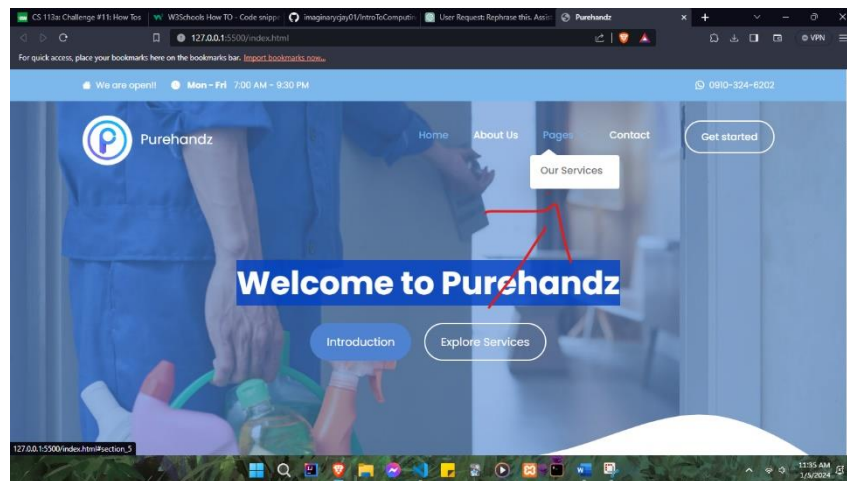 CS 113a: Challenge #11: How Tos
W3Schools How TO - Code snippe
imaginarycjay01/IntroToComputin
User Request: Rephrase this. Assis
Purehandz
127.0.0.1:5500/index.html
VPN
For quick access, place your bookmarks here on the bookmarks bar. Import bookmarks now...
We are open!! Mon - Fri 7:00 AM - 9:30 PM 0910-324-6202
P Purehandz Home About Us Pages Contact Get started
Our Services
Welcome to Purehandz
Introduction Explore Services
127.0.0.1:5500/index.html#section_5
11:35 AM
1/5/2024